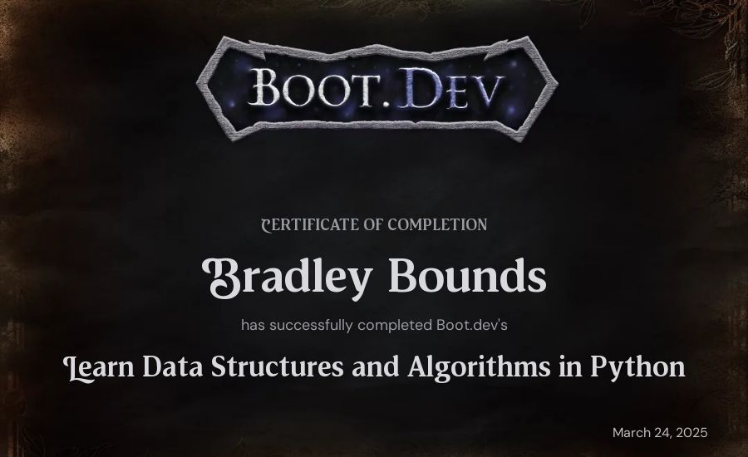 BOOT.DEV
CERTIFICATE OF COMPLETION
Bradley Bounds
has successfully completed Boot.dev's
Learn Data Structures and Algorithms in Python
March 24, 2025